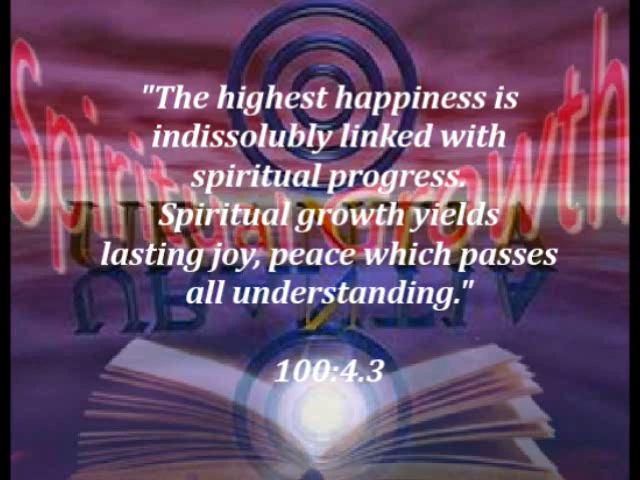 "The highest happiness is
indissolubly linked with
spiritual progress.
Spiritual growth yields
lasting joy, peace which passes
all understanding."
100:4.3
Spiritual Growth
URANTIA